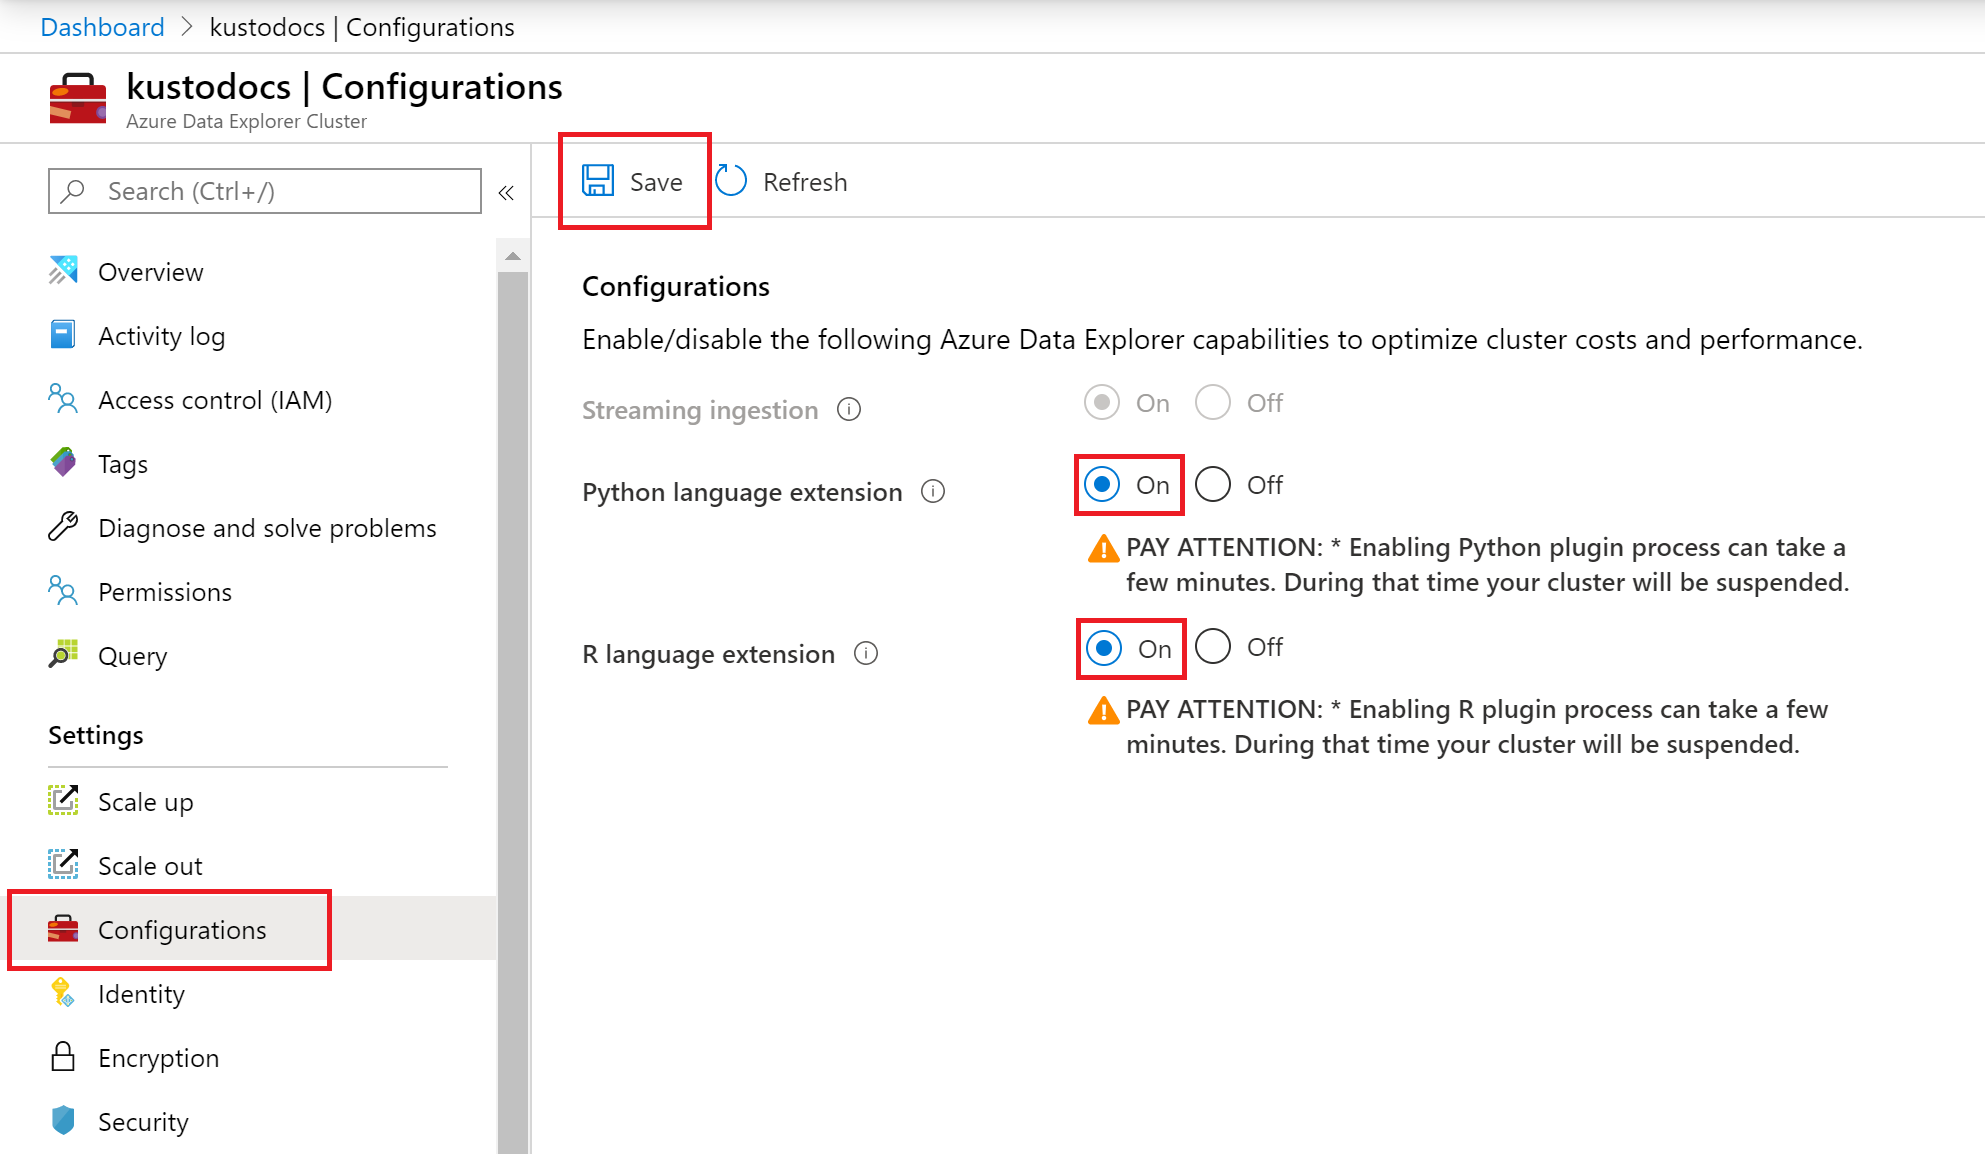 Dashboard > kustodocs | Configurations
kustodocs | Configurations
Azure Data Explorer Cluster
Search (Ctrl+/)
«
Overview
Activity log
Access control (IAM)
Tags
Diagnose and solve problems
Permissions
Query
Settings
Scale up
Scale out
Configurations
Identity
Encryption
Security
Save Refresh
Configurations
Enable/disable the following Azure Data Explorer capabilities to optimize cluster costs and performance.
Streaming ingestion On Off
Python language extension On Off
PAY ATTENTION: * Enabling Python plugin process can take a
few minutes. During that time your cluster will be suspended.
R language extension On Off
PAY ATTENTION: * Enabling R plugin process can take a few
minutes. During that time your cluster will be suspended.